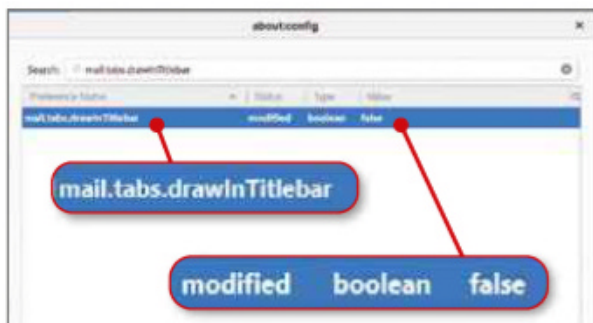 about:config
Search: mail.tabs.drawInTitlebar
Preference Name Status Type Value
mail.tabs.drawInTitlebar modified boolean false
mail.tabs.drawInTitlebar
modified boolean false